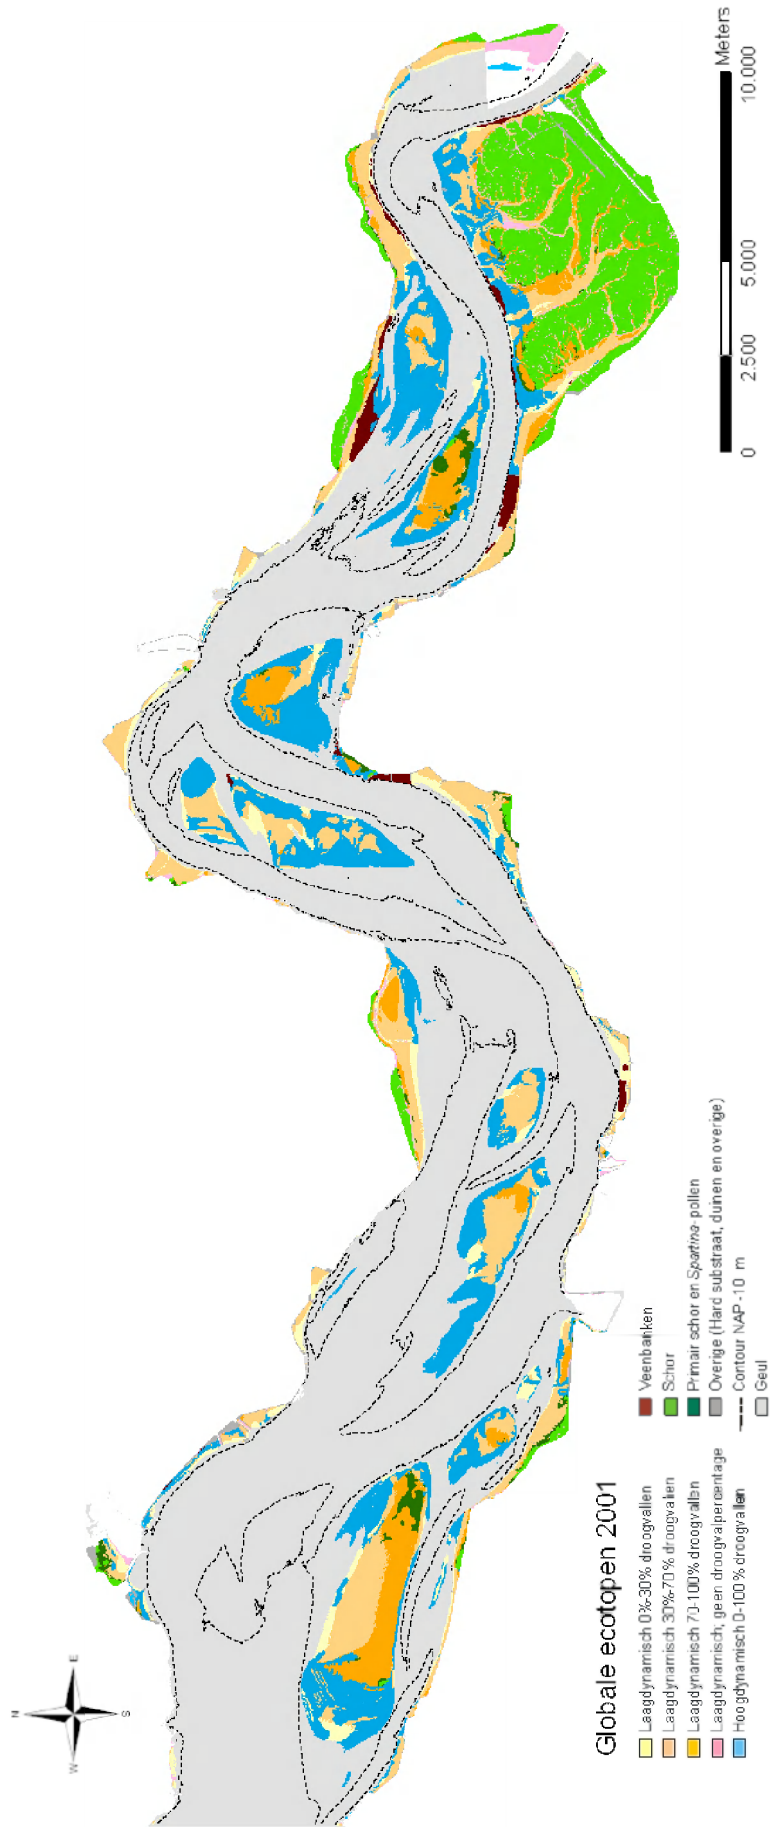 N
W E
S
Globale ecotopen 2001
Laagdynamisch 0%-30% droogvallen
Laagdynamisch 30%-70% droogvallen
Laagdynamisch 70-100% droogvallen
Laagdynamisch, geen droogvalpercentage
Hoogdynamisch 0-100% droogvallen
Veenbanken
Schor
Primair schor en Spartina-pollen
Overige (Hard substraat, duinen en overige)
Contour NAP -10 m
Geul
0 2.500 5.000 10.000
Meters